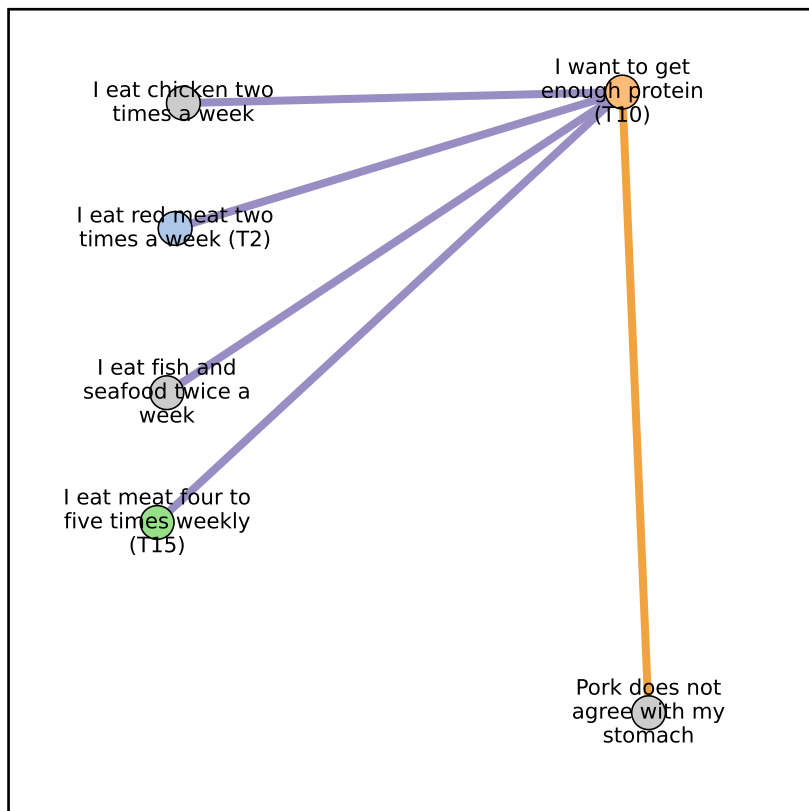 I want to get
enough protein
(T10)
I eat chicken two
times a week
I eat red meat two
times a week (T2)
I eat fish and
seafood twice a
week
I eat meat four to
five times weekly
(T15)
Pork does not
agree with my
stomach